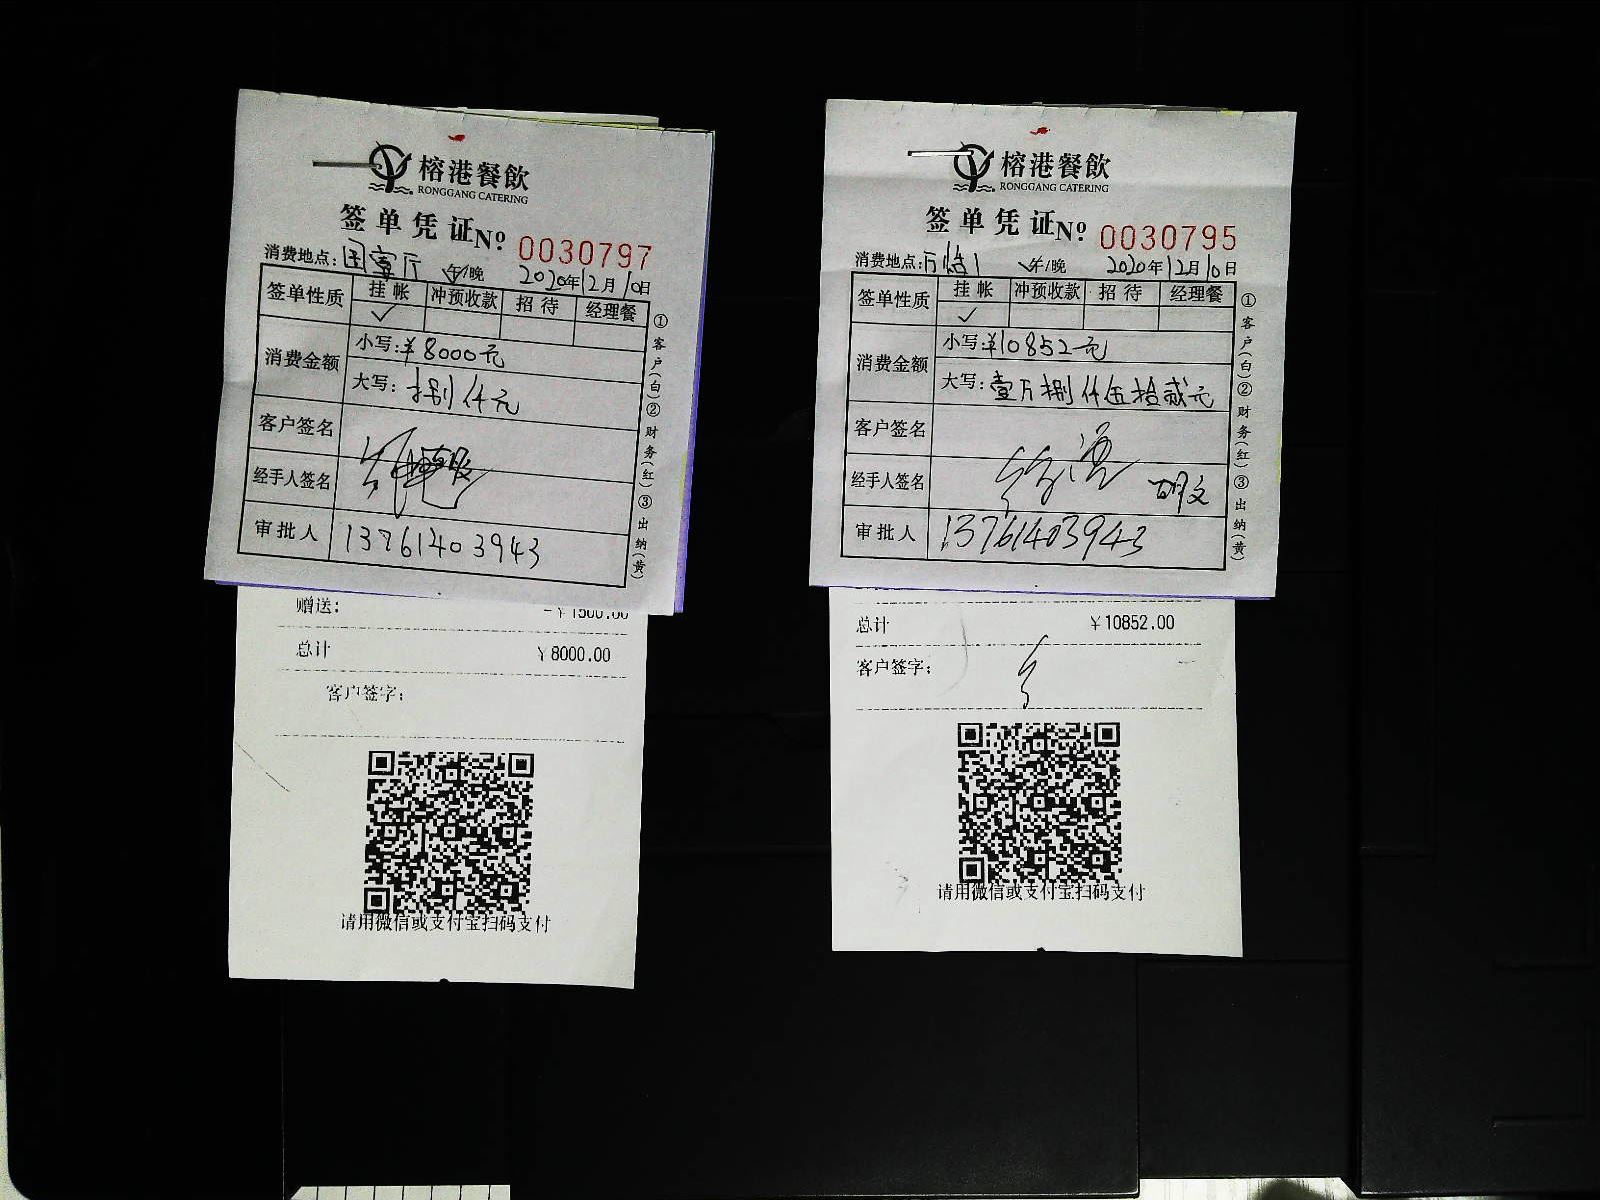 榕港餐飲
RONGGANG CATERING
签单凭证 Nº 0030797
消费地点: 国宴厅 午/晚 2020年12月10日
签单性质 挂帐 冲预收款 招待 经理餐
✓
消费金额 小写:¥8000元
大写: 捌仟元
客户签名
经手人签名
审批人 13761403943
①客户(白)②财务(红)③出纳(黄)
赠送: -¥1500.00
总计 ¥8000.00
客户签字:
请用微信或支付宝扫码支付
榕港餐飲
RONGGANG CATERING
签单凭证 Nº 0030795
消费地点: 午/晚 2020年12月10日
签单性质 挂帐 冲预收款 招待 经理餐
✓
消费金额 小写:¥10852元
大写: 壹万捌仟伍拾贰元
客户签名
经手人签名 胡文
审批人 13761403943
①客户(白)②财务(红)③出纳(黄)
总计 ¥10852.00
客户签字:
请用微信或支付宝扫码支付